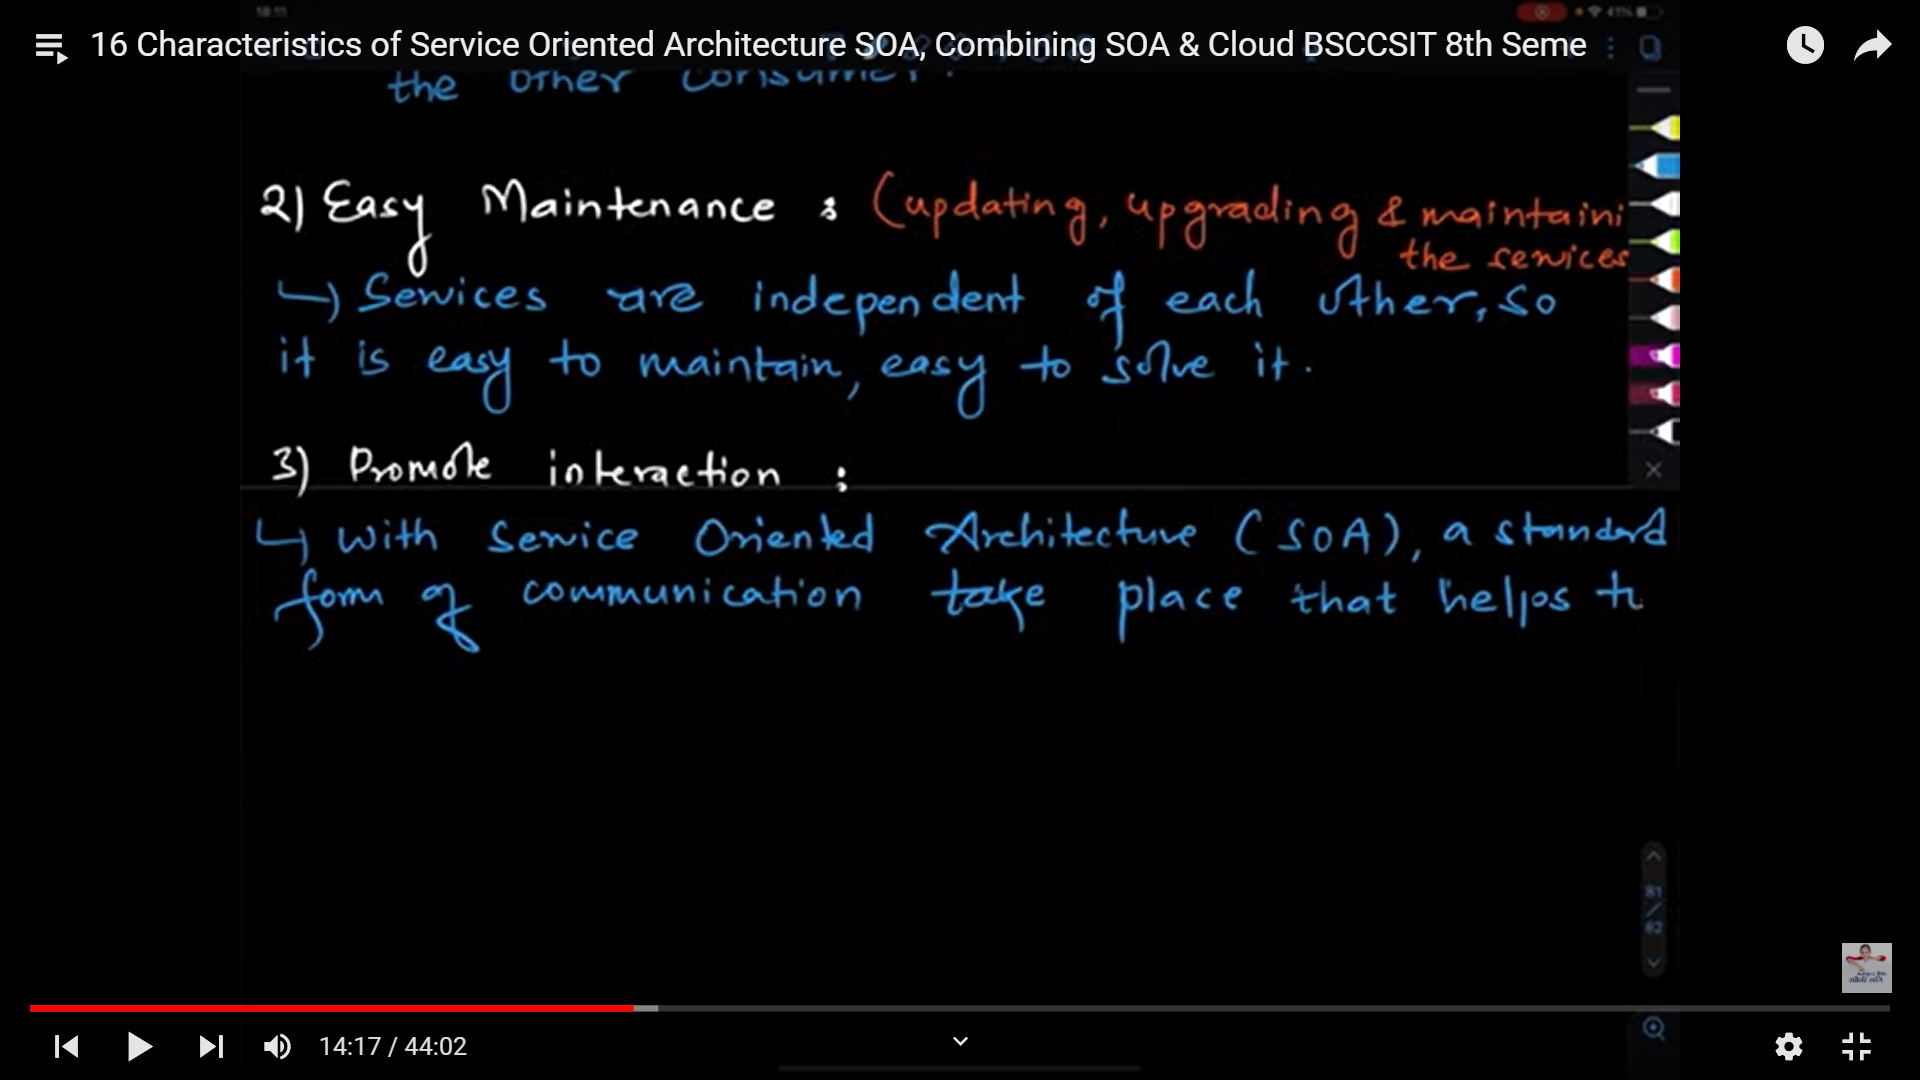 16 Characteristics of Service Oriented Architecture SOA, Combining SOA & Cloud BSCCSIT 8th Seme
the other consumer.
2) Easy Maintenance : (updating, upgrading & maintaini
the services
↳ Services are independent of each other, so
it is easy to maintain, easy to solve it.
3) Promote interaction :
↳ With Service Oriented Architecture (SOA), a standard
form of communication take place that helps t
81
/
82
14:17 / 44:02